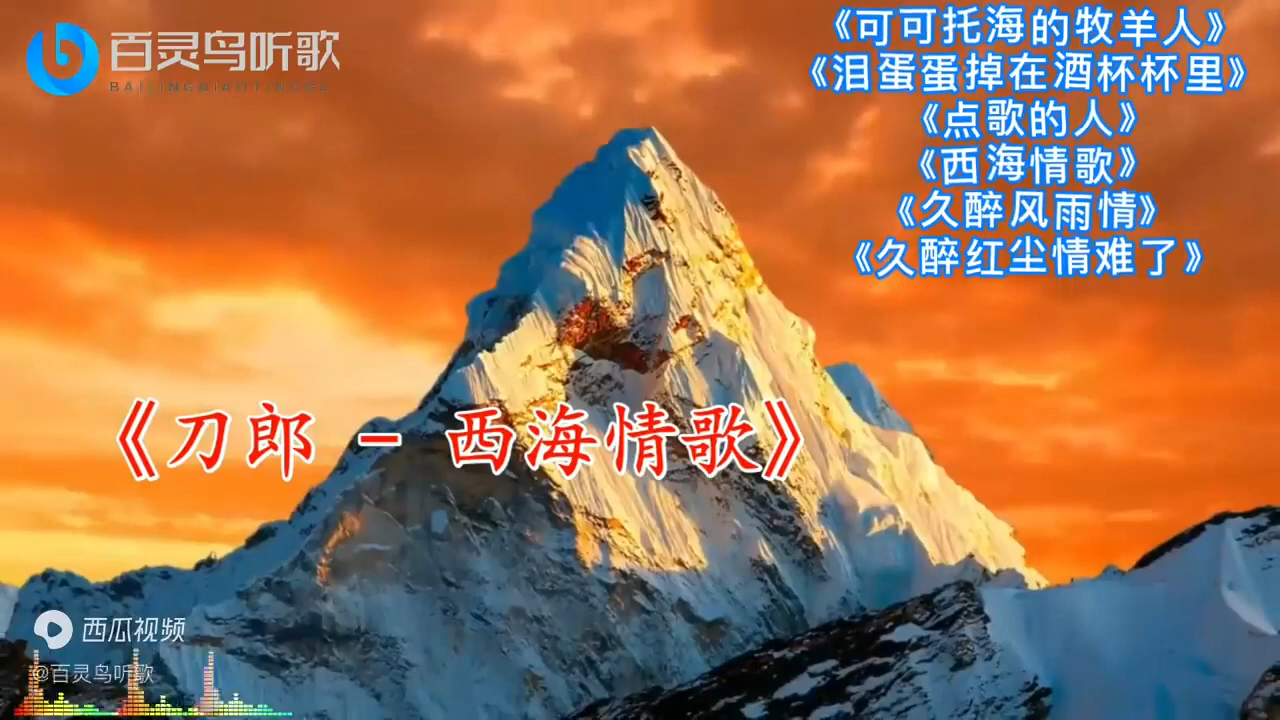 百灵鸟听歌
BAILINGNIAOTINGGE
《可可托海的牧羊人》
《泪蛋蛋掉在酒杯杯里》
《点歌的人》
《西海情歌》
《久醉风雨情》
《久醉红尘情难了》
《刀郎 - 西海情歌》
西瓜视频
@百灵鸟听歌